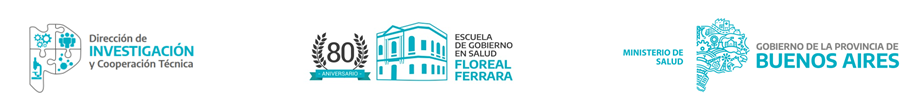 Dirección de
INVESTIGACIÓN
y Cooperación Técnica
80
ANIVERSARIO
ESCUELA
DE GOBIERNO
EN SALUD
FLOREAL
FERRARA
MINISTERIO DE
SALUD
GOBIERNO DE LA PROVINCIA DE
BUENOS AIRES